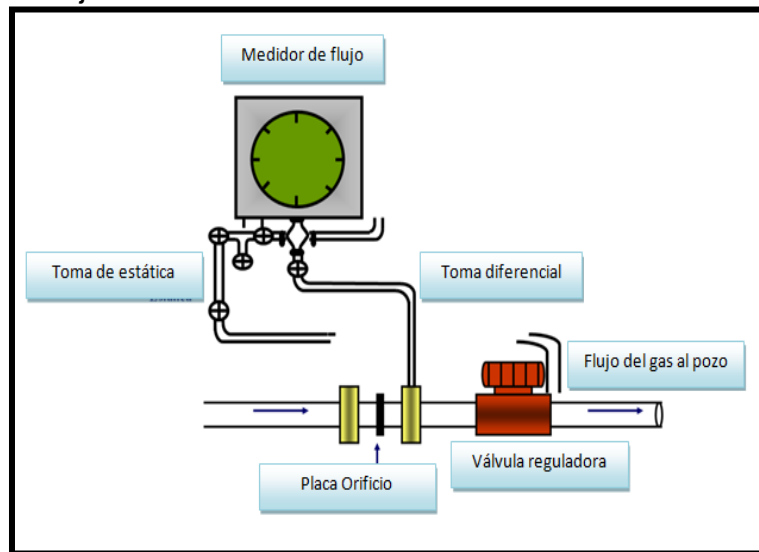 Medidor de flujo
Toma de estática
Toma diferencial
Flujo del gas al pozo
Válvula reguladora
Placa Orificio